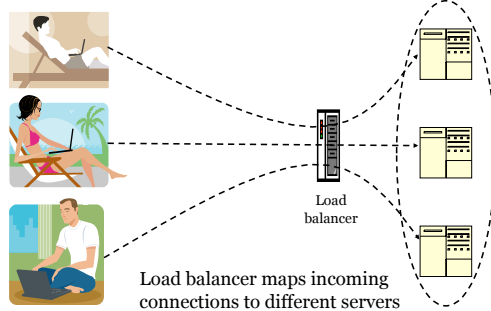 Load
balancer
Load balancer maps incoming
connections to different servers